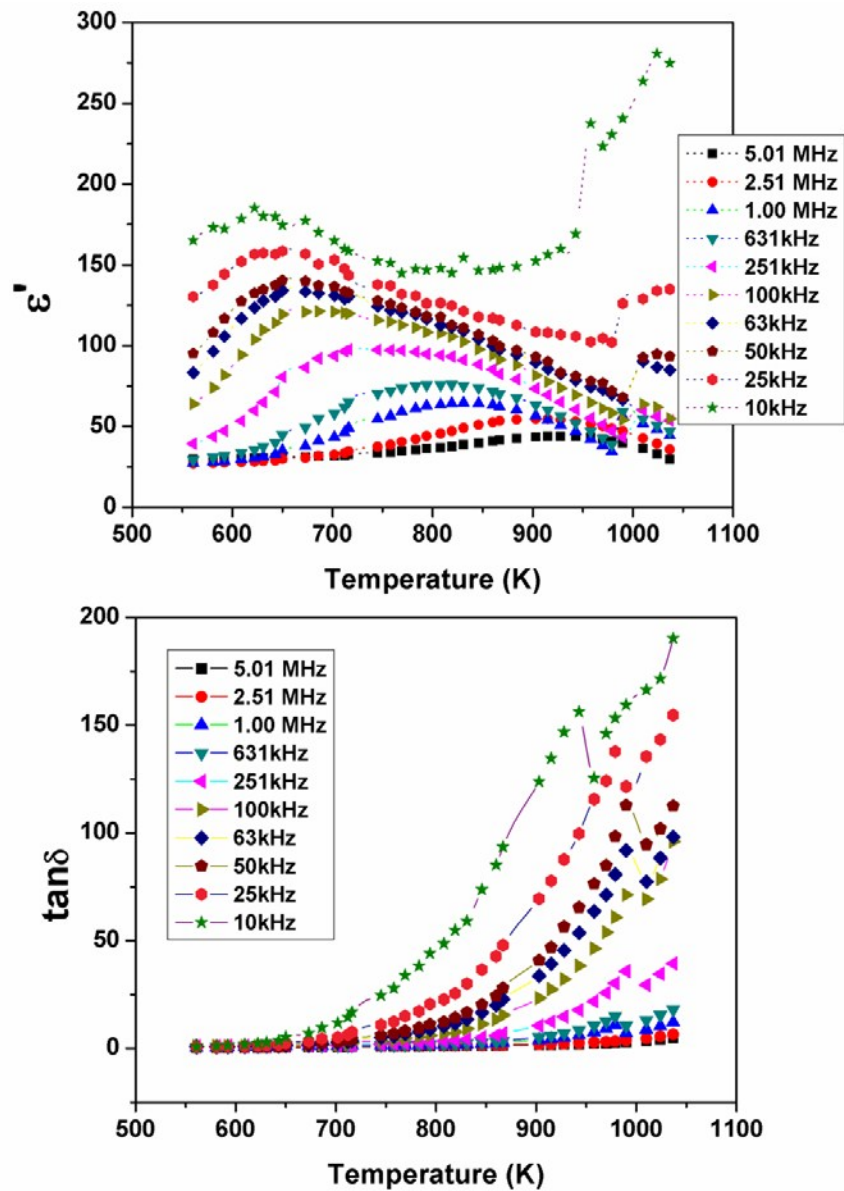 300
250
200
150
100
50
0
ε'
500 600 700 800 900 1000 1100
Temperature (K)
5.01 MHz
2.51 MHz
1.00 MHz
631kHz
251kHz
100kHz
63kHz
50kHz
25kHz
10kHz
200
150
100
50
0
tanδ
5.01 MHz
2.51 MHz
1.00 MHz
631kHz
251kHz
100kHz
63kHz
50kHz
25kHz
10kHz
500 600 700 800 900 1000 1100
Temperature (K)